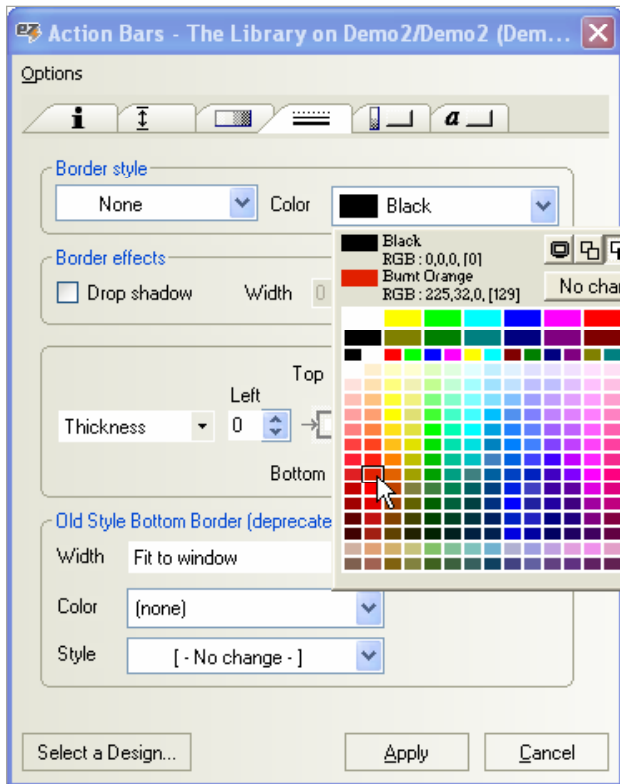 Action Bars - The Library on Demo2/Demo2 (Dem...
Options
i
a
Border style
None
Color
Black
Black
RGB : 0,0,0, [0]
Burnt Orange
RGB : 225,32,0, [129]
No char
Border effects
Drop shadow
Width
0
Top
Left
Thickness
0
Bottom
Old Style Bottom Border (deprecate
Width
Fit to window
Color
(none)
Style
[ - No change - ]
Select a Design...
Apply
Cancel